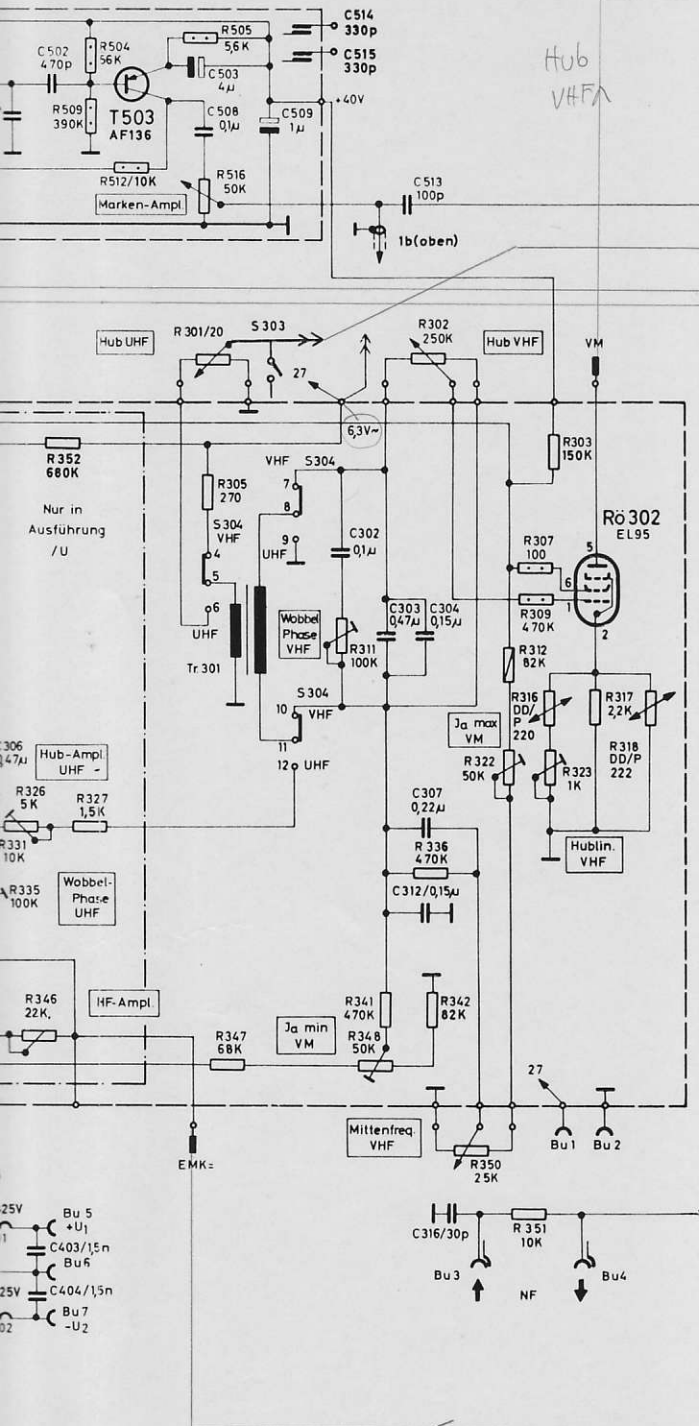 C514
330p
C515
330p
R505
5,6K
C502
470p
R504
56K
C503
4µ
Hub
VHF
+40V
R509
390K
T503
AF136
C508
0,1µ
C509
1µ
R512/10K
R516
50K
Marken-Ampl.
C513
100p
1b(oben)
Hub UHF
R301/20
S303
R302
250K
Hub VHF
VM
27
6,3V~
R352
680K
R303
150K
Nur in
Ausführung
/U
R305
270
VHF S304
7
8
9
UHF
S304
VHF
4
5
6
UHF
Tr.301
C302
0,1µ
Rö302
EL95
R307
100
5
6
1
2
R309
470K
Wobbel
Phase
VHF
R311
100K
C303
0,47µ
C304
0,15µ
R312
82K
R316
DD/
P
220
R317
2,2K
R318
DD/P
222
S304
10
VHF
11
12
UHF
Ja max
VM
R322
50K
R323
1K
Hublin.
VHF
0,47µ
Hub-Ampl.
UHF -
R326
5K
R327
1,5K
R331
10K
R335
100K
Wobbel-
Phase
UHF
C307
0,22µ
R336
470K
C312/0,15µ
R346
22K.
HF-Ampl.
R341
470K
R342
82K
Ja min
VM
R347
68K
R348
50K
27
Mittenfreq.
VHF
R350
25K
Bu1
Bu2
EMK=
Bu 5
+U₁
C403/1,5n
Bu6
C404/1,5n
Bu7
-U₂
C316/30p
R351
10K
Bu3
NF
Bu4